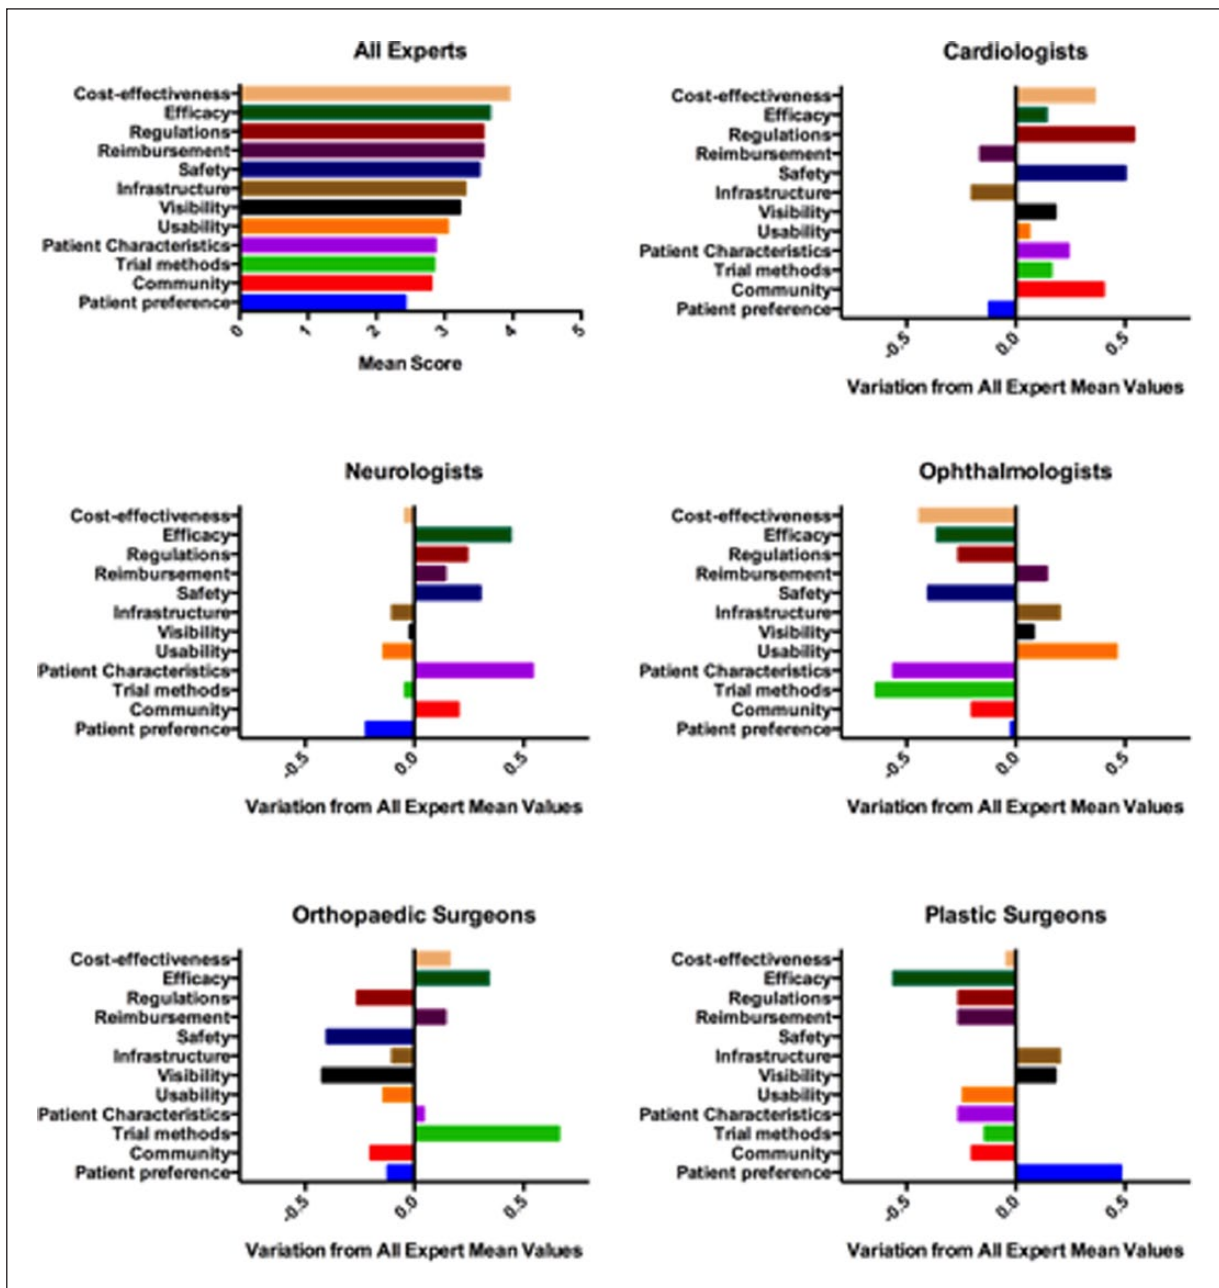 All Experts
Cost-effectiveness
Efficacy
Regulations
Reimbursement
Safety
Infrastructure
Visibility
Usability
Patient Characteristics
Trial methods
Community
Patient preference
0 1 2 3 4 5
Mean Score
Cardiologists
Cost-effectiveness
Efficacy
Regulations
Reimbursement
Safety
Infrastructure
Visibility
Usability
Patient Characteristics
Trial methods
Community
Patient preference
-0.5 0.0 0.5
Variation from All Expert Mean Values
Neurologists
Cost-effectiveness
Efficacy
Regulations
Reimbursement
Safety
Infrastructure
Visibility
Usability
Patient Characteristics
Trial methods
Community
Patient preference
-0.5 0.0 0.5
Variation from All Expert Mean Values
Ophthalmologists
Cost-effectiveness
Efficacy
Regulations
Reimbursement
Safety
Infrastructure
Visibility
Usability
Patient Characteristics
Trial methods
Community
Patient preference
-0.5 0.0 0.5
Variation from All Expert Mean Values
Orthopaedic Surgeons
Cost-effectiveness
Efficacy
Regulations
Reimbursement
Safety
Infrastructure
Visibility
Usability
Patient Characteristics
Trial methods
Community
Patient preference
-0.5 0.0 0.5
Variation from All Expert Mean Values
Plastic Surgeons
Cost-effectiveness
Efficacy
Regulations
Reimbursement
Safety
Infrastructure
Visibility
Usability
Patient Characteristics
Trial methods
Community
Patient preference
-0.5 0.0 0.5
Variation from All Expert Mean Values